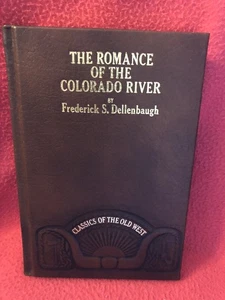 THE ROMANCE
OF THE
COLORADO RIVER
BY
Frederick S. Dellenbaugh
CLASSICS OF THE OLD WEST